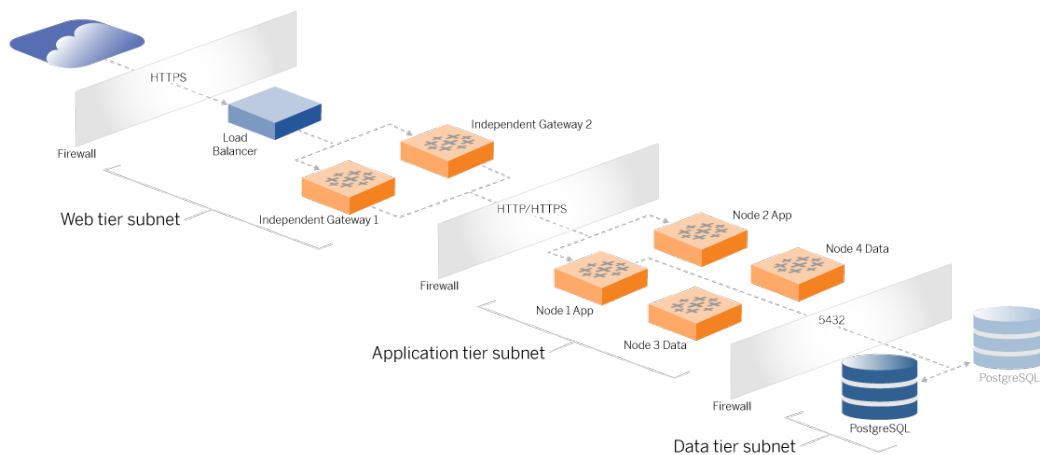 HTTPS
Firewall
Load
Balancer
Independent Gateway 2
Independent Gateway 1
Web tier subnet
HTTP/HTTPS
Firewall
Node 2 App
Node 1 App
Node 4 Data
Node 3 Data
Application tier subnet
5432
Firewall
PostgreSQL
PostgreSQL
Data tier subnet